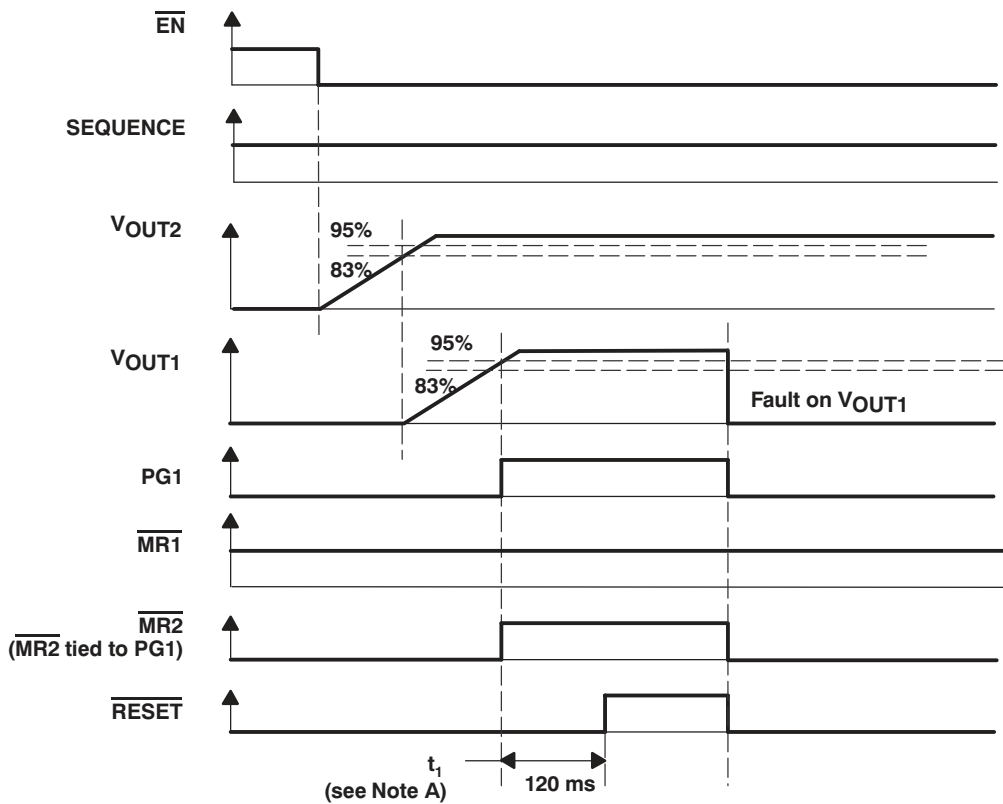 EN
SEQUENCE
VOUT2
95%
83%
VOUT1
95%
83%
Fault on VOUT1
PG1
MR1
MR2
(MR2 tied to PG1)
RESET
t1
(see Note A)
120 ms